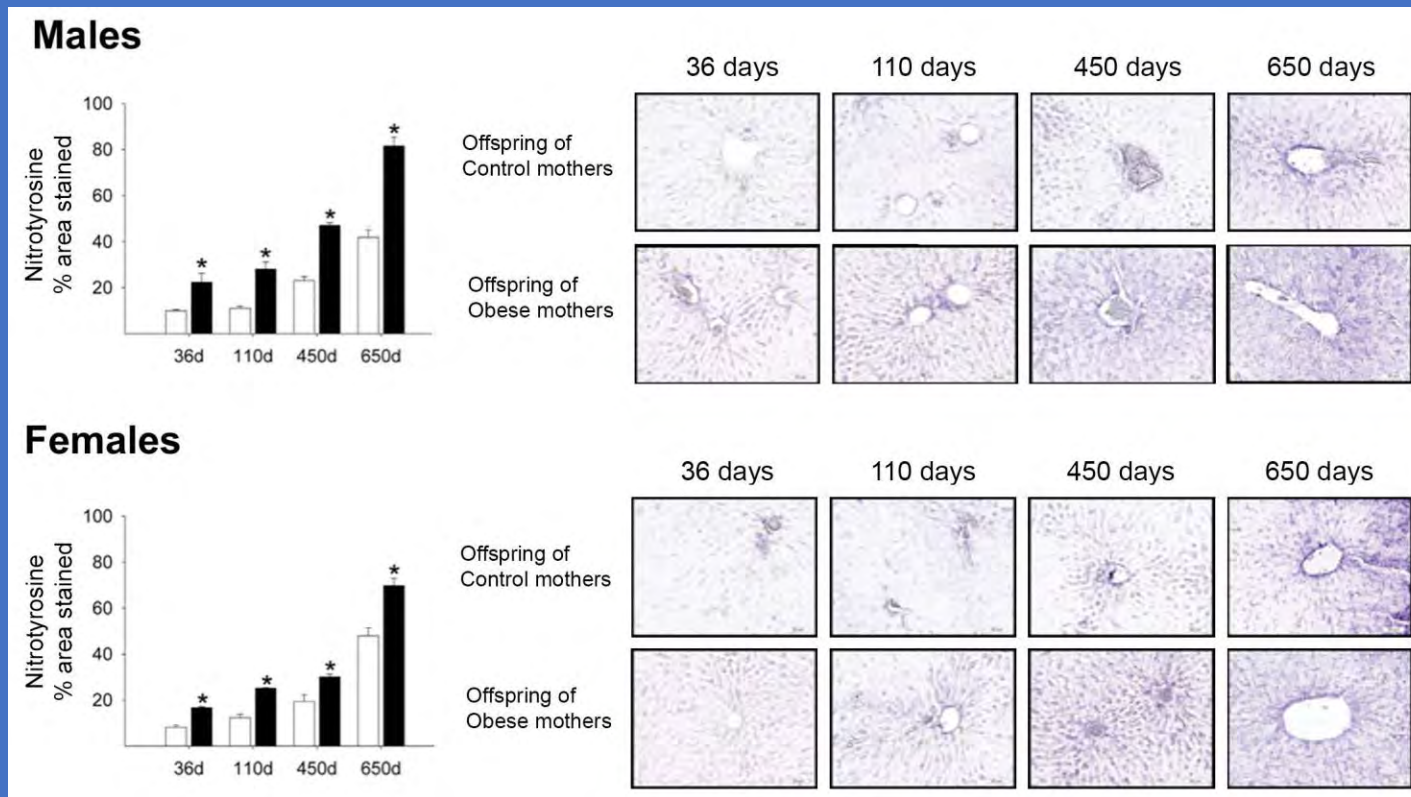 Males
36 days 110 days 450 days 650 days
100
80
60
40
20
Nitrotyrosine
% area stained
* * * *
36d 110d 450d 650d
Offspring of
Control mothers
Offspring of
Obese mothers
Females
36 days 110 days 450 days 650 days
100
80
60
40
20
Nitrotyrosine
% area stained
* * * *
36d 110d 450d 650d
Offspring of
Control mothers
Offspring of
Obese mothers